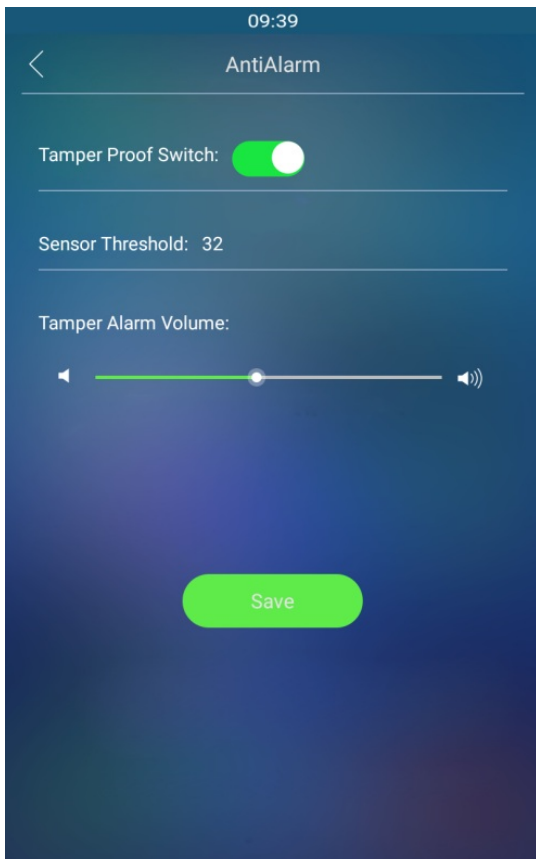 09:39
AntiAlarm
Tamper Proof Switch:
Sensor Threshold: 32
Tamper Alarm Volume:
Save